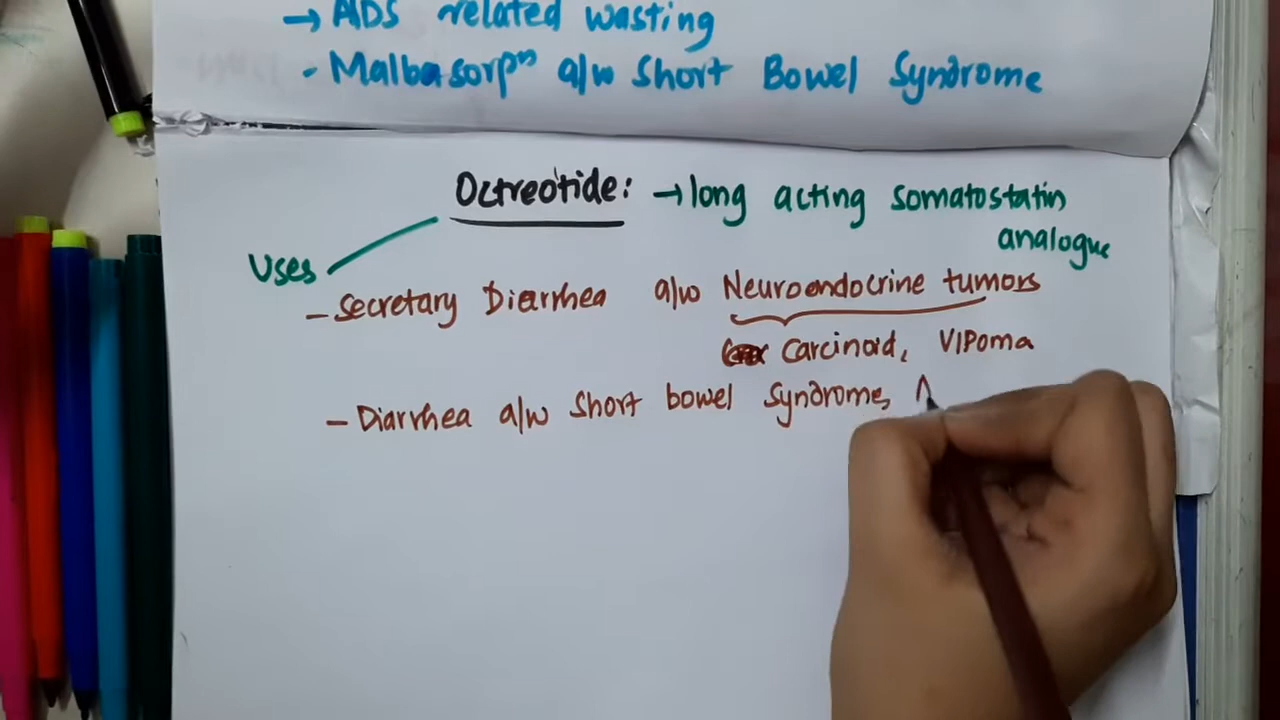 → AIDS related wasting
- Malbasorpⁿ a/w Short Bowel Syndrome
Octreotide: → long acting somatostatin
analogue
Uses
- Secretary Diarrhea a/w Neuroendocrine tumors
Carcinoid, VIPoma
- Diarrhea a/w Short bowel Syndrome,